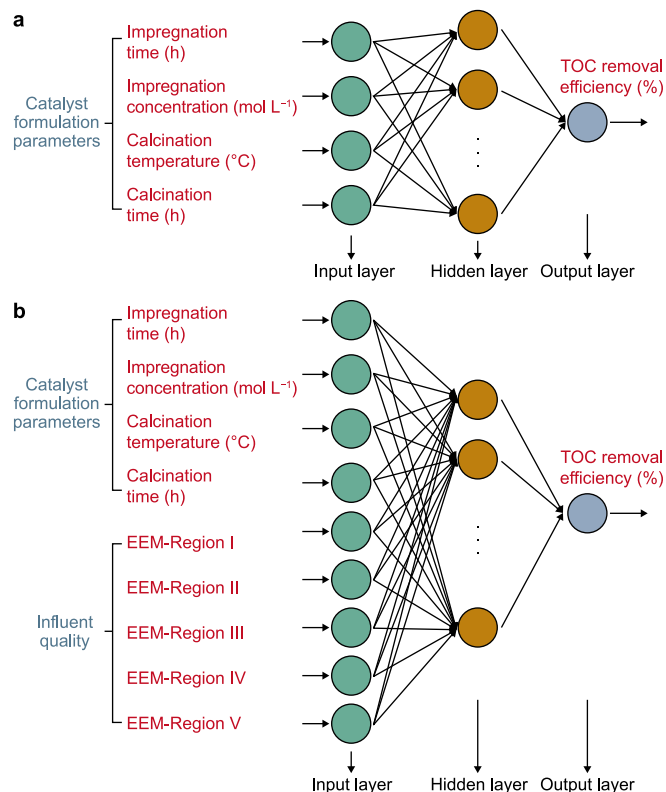 a
Impregnation
time (h)
Impregnation
concentration (mol L⁻¹)
Catalyst
formulation
parameters
Calcination
temperature (°C)
Calcination
time (h)
TOC removal
efficiency (%)
. . .
Input layer
Hidden layer
Output layer
b
Impregnation
time (h)
Impregnation
concentration (mol L⁻¹)
Catalyst
formulation
parameters
Calcination
temperature (°C)
Calcination
time (h)
EEM-Region I
EEM-Region II
Influent
quality
EEM-Region III
EEM-Region IV
EEM-Region V
TOC removal
efficiency (%)
. . .
Input layer
Hidden layer
Output layer